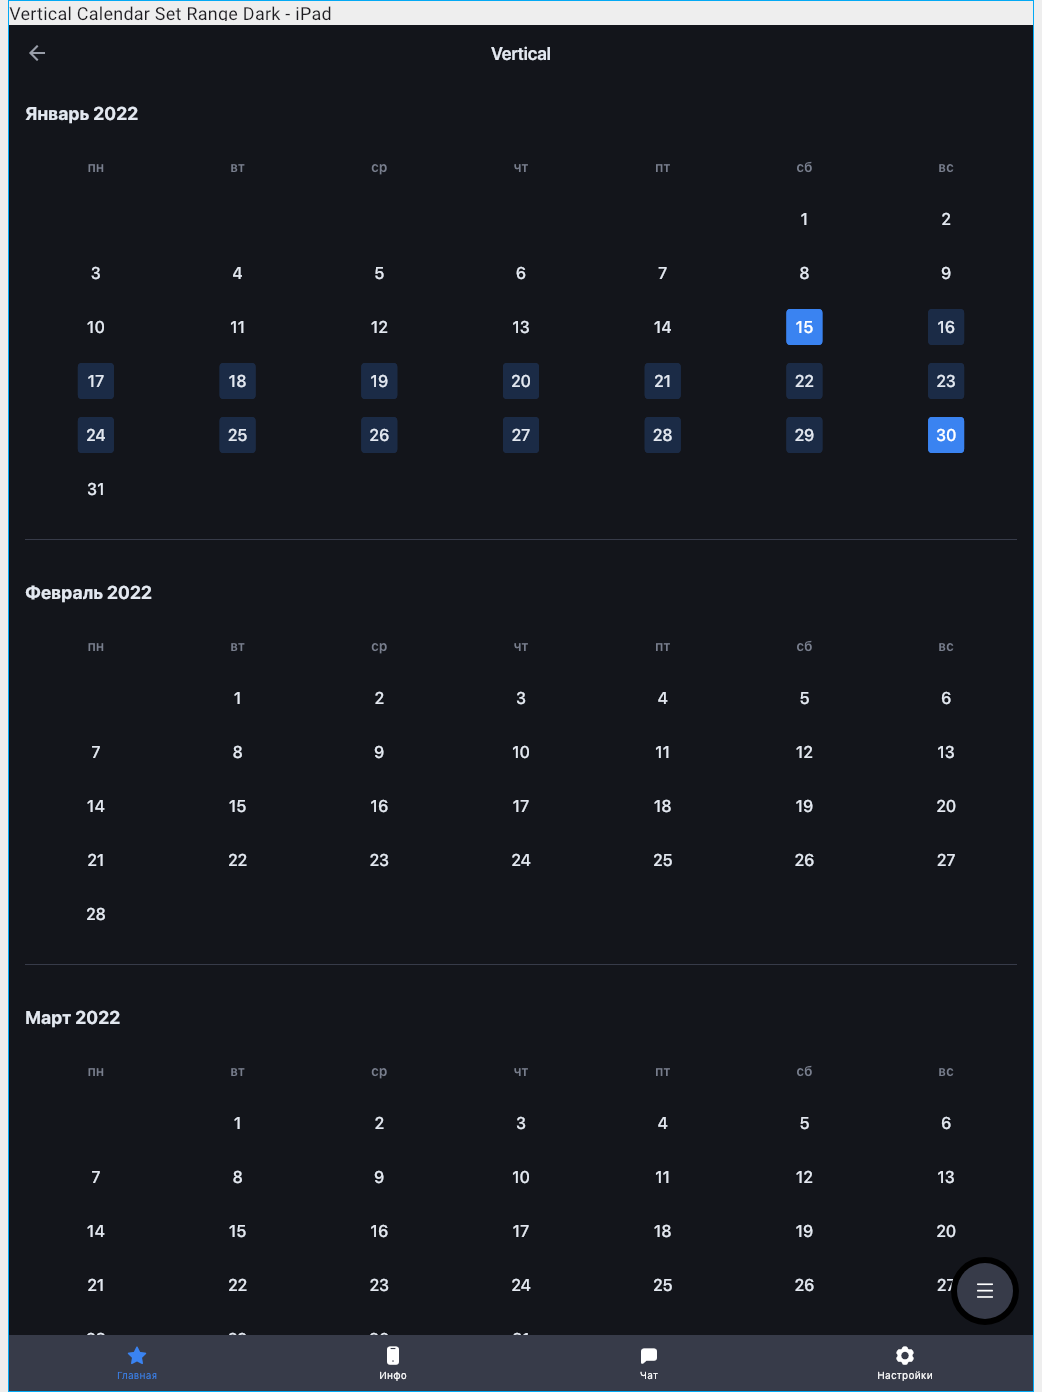 Vertical Calendar Set Range Dark - iPad
Vertical
Январь 2022
пн вт ср чт пт сб вс
1 2
3 4 5 6 7 8 9
10 11 12 13 14 15 16
17 18 19 20 21 22 23
24 25 26 27 28 29 30
31
Февраль 2022
пн вт ср чт пт сб вс
1 2 3 4 5 6
7 8 9 10 11 12 13
14 15 16 17 18 19 20
21 22 23 24 25 26 27
28
Март 2022
пн вт ср чт пт сб вс
1 2 3 4 5 6
7 8 9 10 11 12 13
14 15 16 17 18 19 20
21 22 23 24 25 26 27
Главная Инфо Чат Настройки